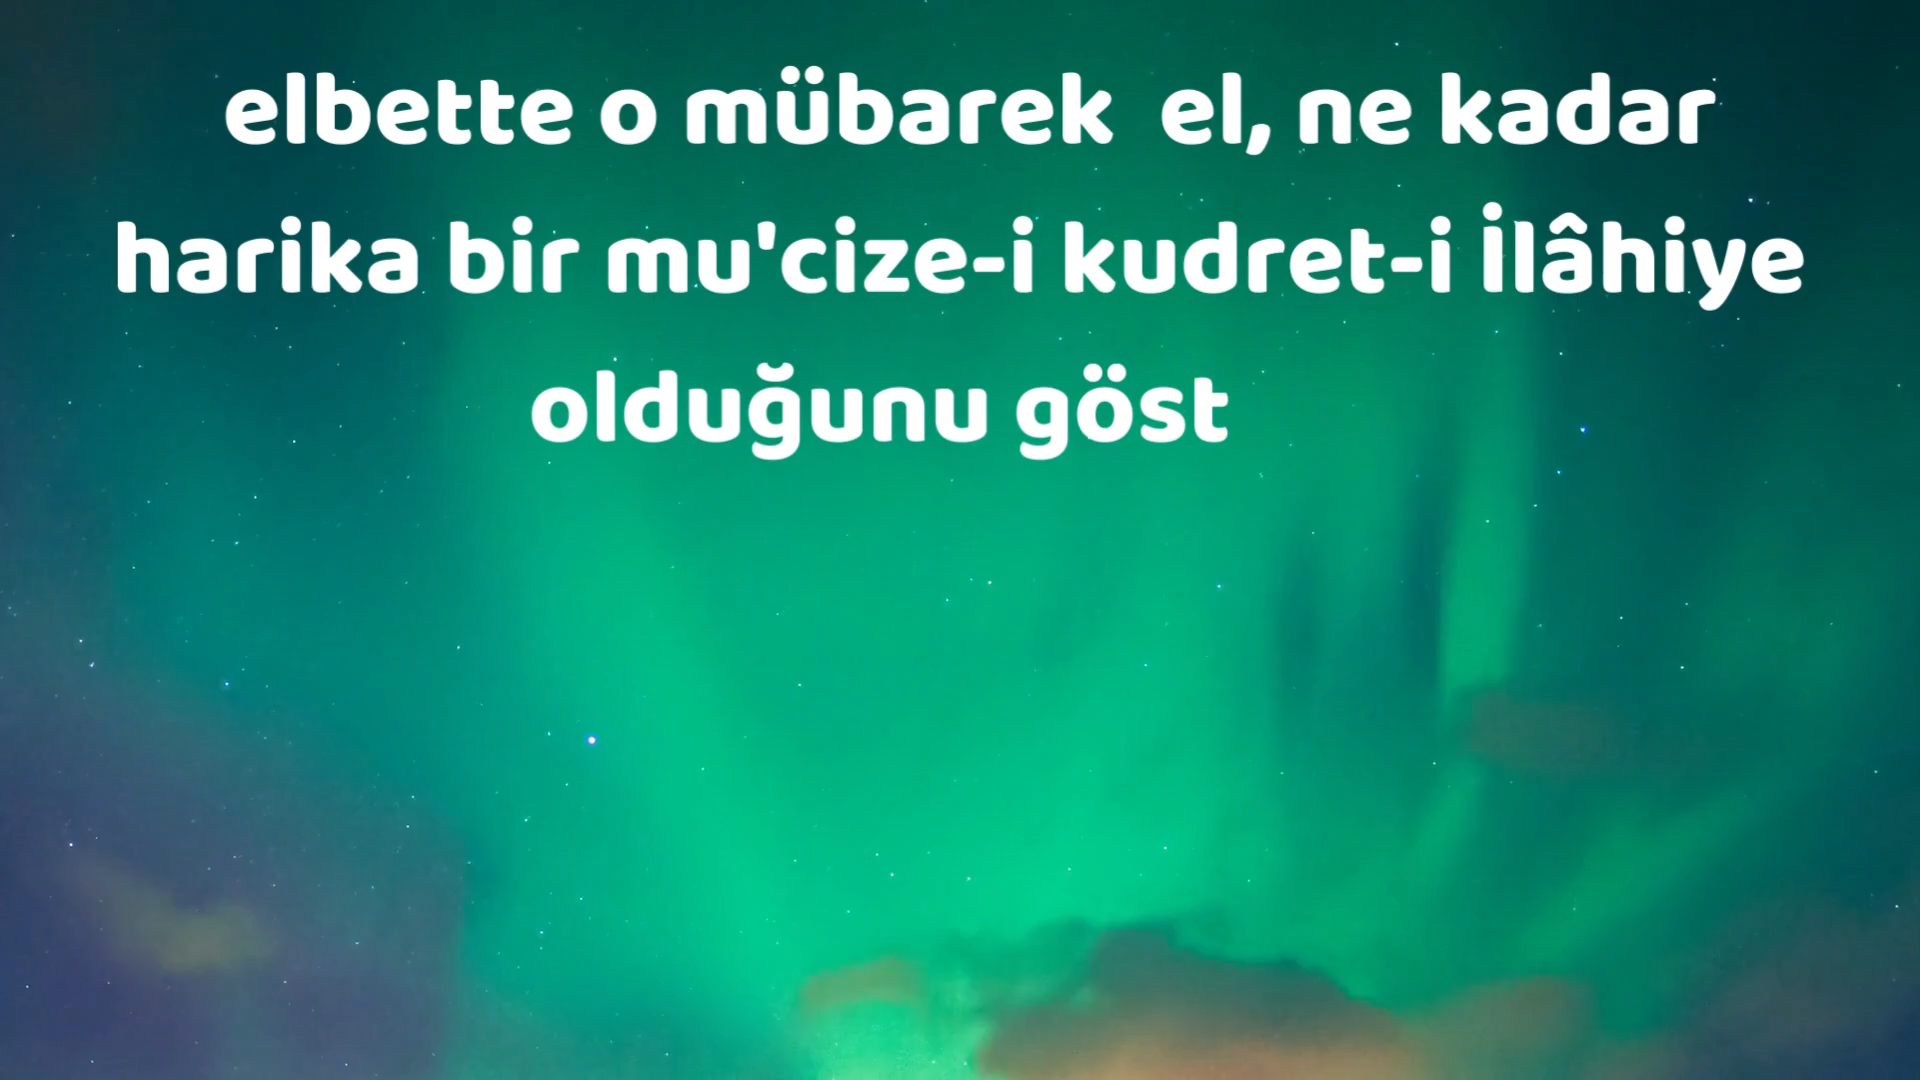 elbette o mübarek  el, ne kadar
harika bir mu'cize-i kudret-i İlâhiye
olduğunu göst